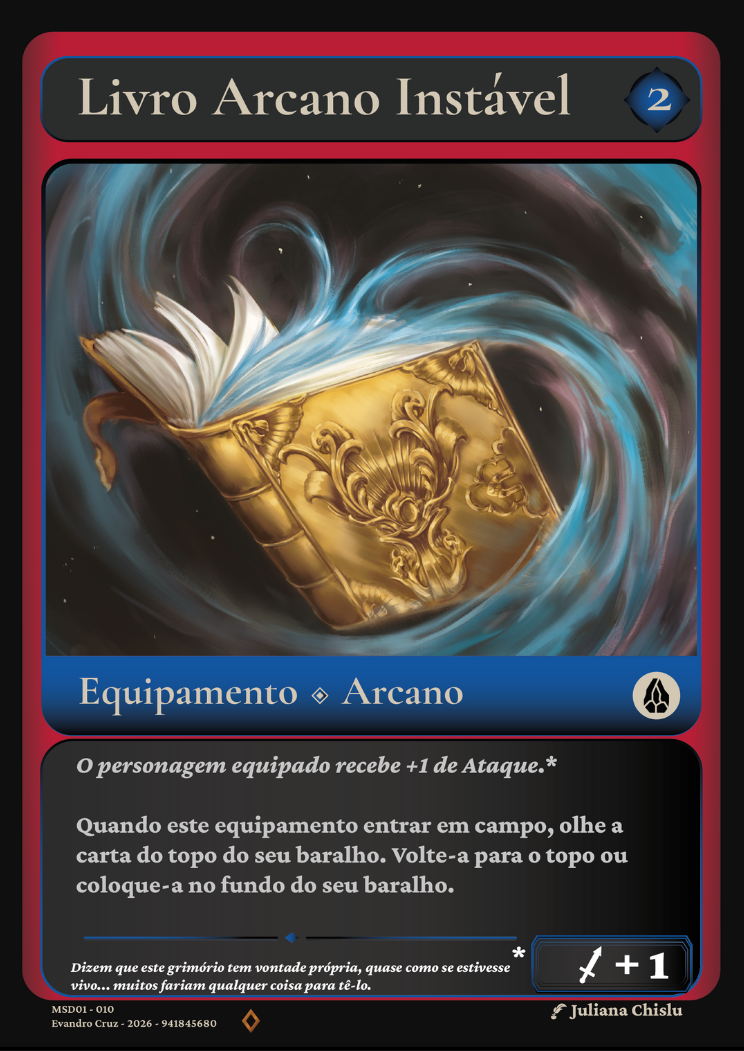 Livro Arcano Instável 2
Equipamento Arcano
O personagem equipado recebe +1 de Ataque.*
Quando este equipamento entrar em campo, olhe a
carta do topo do seu baralho. Volte-a para o topo ou
coloque-a no fundo do seu baralho.
Dizem que este grimório tem vontade própria, quase como se estivesse
vivo... muitos fariam qualquer coisa para tê-lo.
* +1
MSD01 - 010
Evandro Cruz - 2026 - 941845680
Juliana Chislu